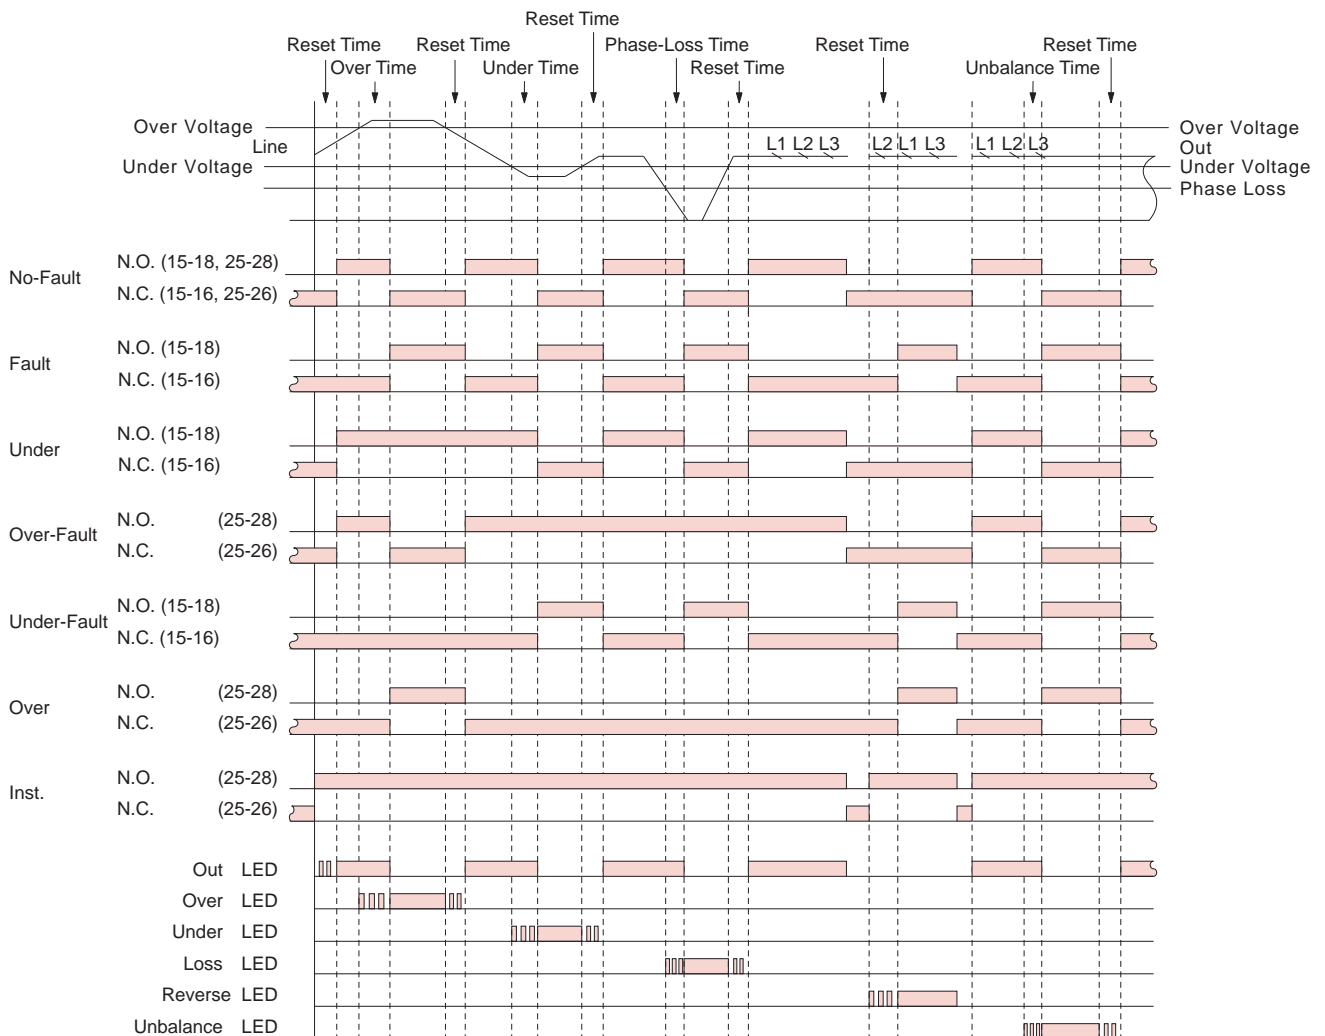 Reset Time
Reset Time Reset Time Phase-Loss Time Reset Time Reset Time
Over Time Under Time Reset Time Unbalance Time
Over Voltage Over Voltage
Line L1 L2 L3 L2 L1 L3 L1 L2 L3 Out
Under Voltage Under Voltage
Phase Loss
No-Fault
N.O. (15-18, 25-28)
N.C. (15-16, 25-26)
Fault
N.O. (15-18)
N.C. (15-16)
Under
N.O. (15-18)
N.C. (15-16)
Over-Fault
N.O. (25-28)
N.C. (25-26)
Under-Fault
N.O. (15-18)
N.C. (15-16)
Over
N.O. (25-28)
N.C. (25-26)
Inst.
N.O. (25-28)
N.C. (25-26)
Out LED
Over LED
Under LED
Loss LED
Reverse LED
Unbalance LED